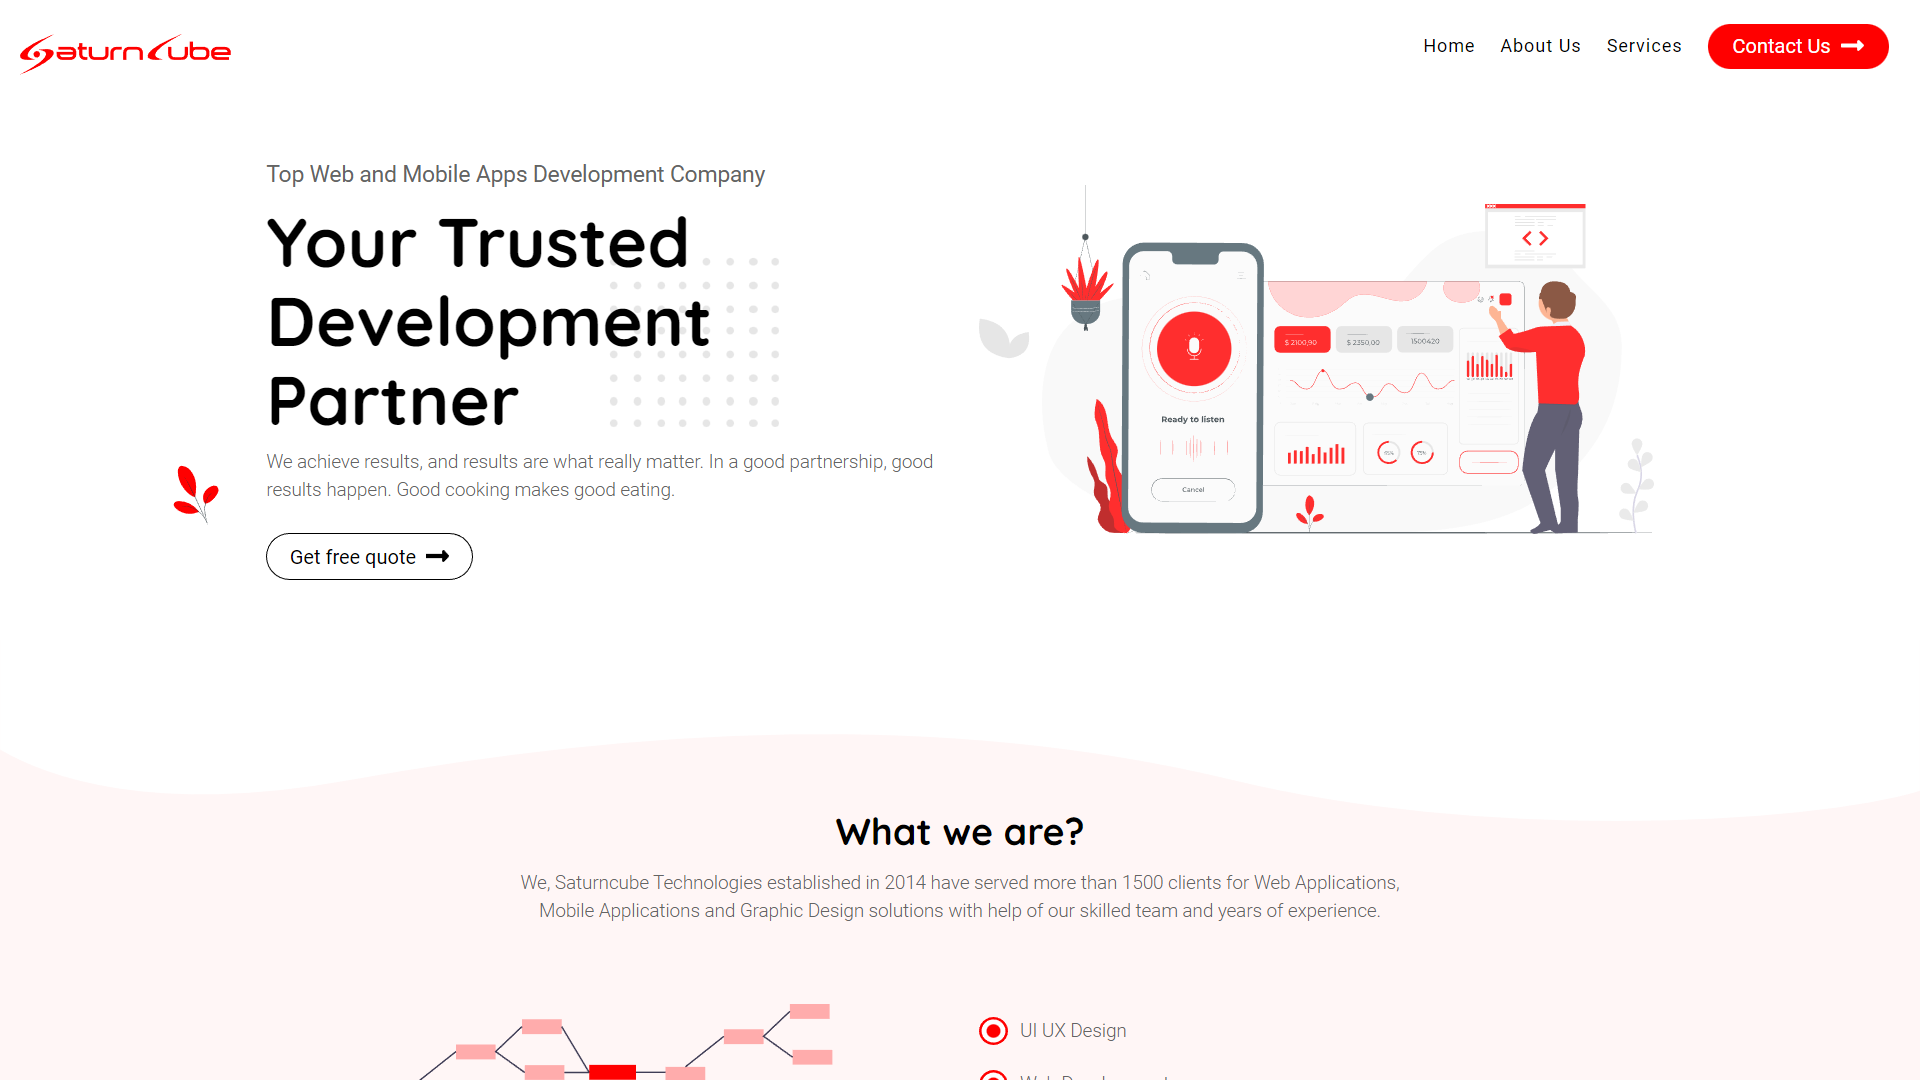 SaturnCube
Home
About Us
Services
Contact Us
Top Web and Mobile Apps Development Company
Your Trusted
Development
Partner
We achieve results, and results are what really matter. In a good partnership, good
results happen. Good cooking makes good eating.
Get free quote
$ 2100,90
$ 2350,00
1500420
Ready to listen
Cancel
What we are?
We, Saturncube Technologies established in 2014 have served more than 1500 clients for Web Applications,
Mobile Applications and Graphic Design solutions with help of our skilled team and years of experience.
UI UX Design